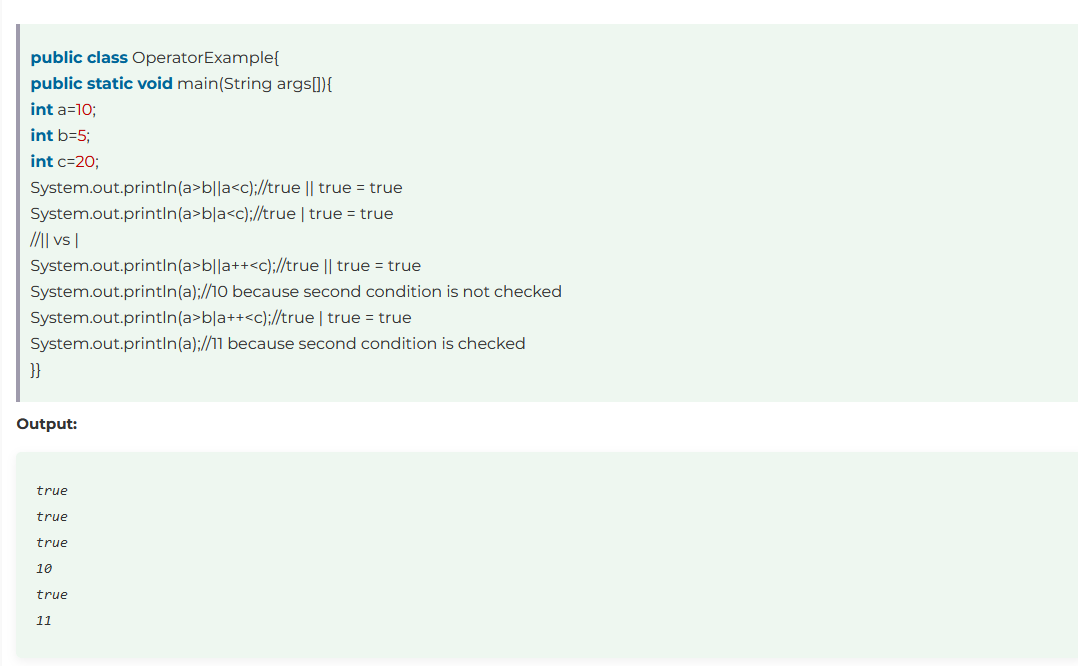 public class OperatorExample{
public static void main(String args[]){
int a=10;
int b=5;
int c=20;
System.out.println(a>b||a<c);//true || true = true
System.out.println(a>b|a<c);//true | true = true
//|| vs |
System.out.println(a>b||a++<c);//true || true = true
System.out.println(a);//10 because second condition is not checked
System.out.println(a>b|a++<c);//true | true = true
System.out.println(a);//11 because second condition is checked
}}
Output:
true
true
true
10
true
11